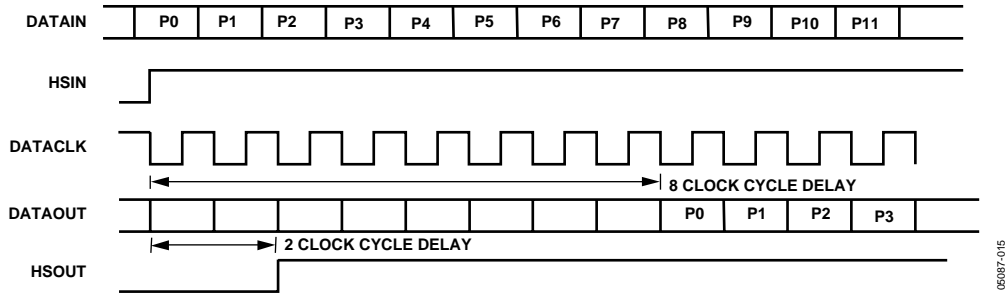 DATAIN P0 P1 P2 P3 P4 P5 P6 P7 P8 P9 P10 P11
HSIN
DATACLK
8 CLOCK CYCLE DELAY
DATAOUT P0 P1 P2 P3
2 CLOCK CYCLE DELAY
HSOUT
05087-015